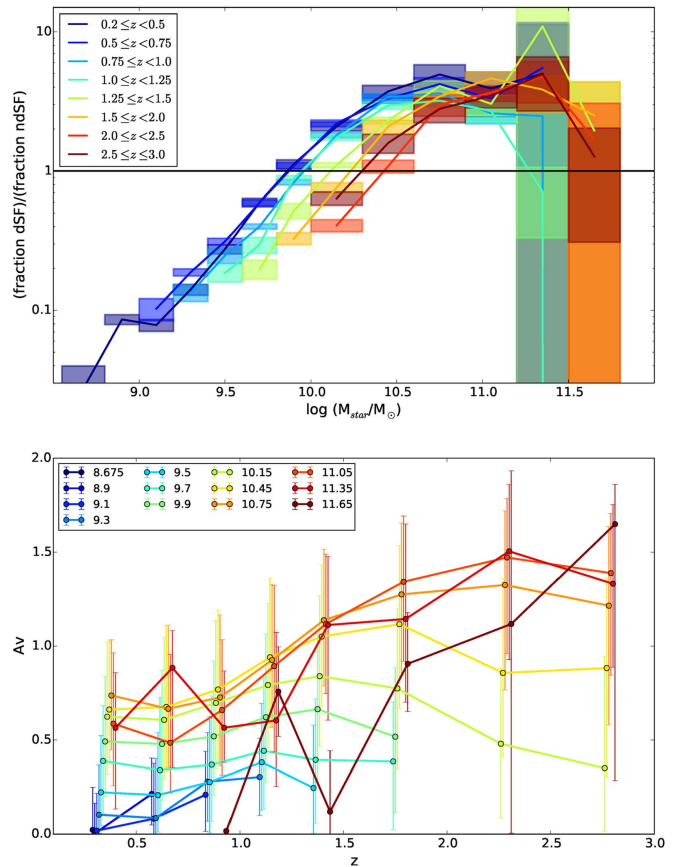 (fraction dSF)/(fraction ndSF)
10
1
0.1
0.2 ≤z<0.5
0.5 ≤z<0.75
0.75 ≤z<1.0
1.0 ≤z<1.25
1.25 ≤z<1.5
1.5 ≤z<2.0
2.0 ≤z<2.5
2.5 ≤z≤3.0
9.0 9.5 10.0 10.5 11.0 11.5
log (M_star/M_⊙)
Av
2.0
1.5
1.0
0.5
0.0
8.675 9.5 10.15 11.05
8.9 9.7 10.45 11.35
9.1 9.9 10.75 11.65
9.3
0.5 1.0 1.5 2.0 2.5 3.0
z